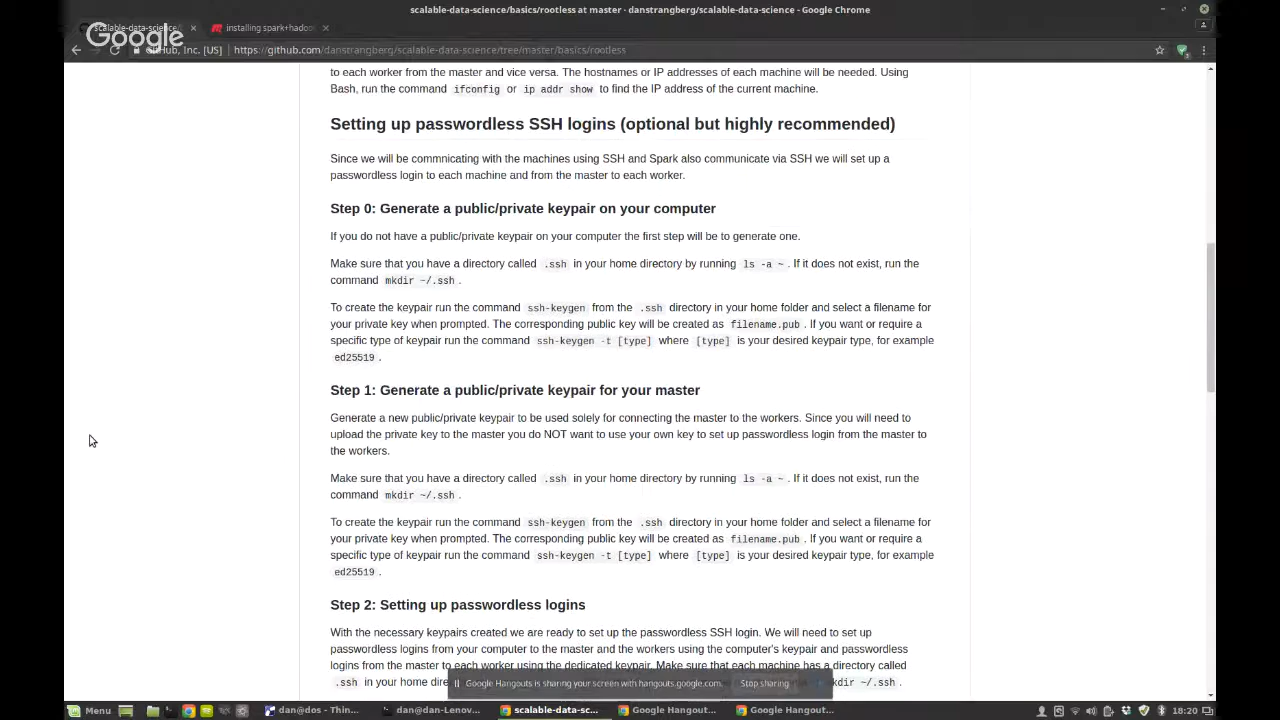 scalable-data-science/basics/rootless at master · danstrangberg/scalable-data-science - Google Chrome
scalable-data-science/
installing spark+hado
Google
GitHub, Inc. [US]
https://github.com/danstrangberg/scalable-data-science/tree/master/basics/rootless
to each worker from the master and vice versa. The hostnames or IP addresses of each machine will be needed. Using
Bash, run the command ifconfig or ip addr show to find the IP address of the current machine.
Setting up passwordless SSH logins (optional but highly recommended)
Since we will be commnicating with the machines using SSH and Spark also communicate via SSH we will set up a
passwordless login to each machine and from the master to each worker.
Step 0: Generate a public/private keypair on your computer
If you do not have a public/private keypair on your computer the first step will be to generate one.
Make sure that you have a directory called .ssh in your home directory by running ls -a ~ . If it does not exist, run the
command mkdir ~/.ssh .
To create the keypair run the command ssh-keygen from the .ssh directory in your home folder and select a filename for
your private key when prompted. The corresponding public key will be created as filename.pub . If you want or require a
specific type of keypair run the command ssh-keygen -t [type] where [type] is your desired keypair type, for example
ed25519 .
Step 1: Generate a public/private keypair for your master
Generate a new public/private keypair to be used solely for connecting the master to the workers. Since you will need to
upload the private key to the master you do NOT want to use your own key to set up passwordless login from the master to
the workers.
Make sure that you have a directory called .ssh in your home directory by running ls -a ~ . If it does not exist, run the
command mkdir ~/.ssh .
To create the keypair run the command ssh-keygen from the .ssh directory in your home folder and select a filename for
your private key when prompted. The corresponding public key will be created as filename.pub . If you want or require a
specific type of keypair run the command ssh-keygen -t [type] where [type] is your desired keypair type, for example
ed25519 .
Step 2: Setting up passwordless logins
With the necessary keypairs created we are ready to set up the passwordless SSH login. We will need to set up
passwordless logins from your computer to the master and the workers using the computer's keypair and passwordless
logins from the master to each worker using the dedicated keypair. Make sure that each machine has a directory called
.ssh in your home dire kdir ~/.ssh .
Google Hangouts is sharing your screen with hangouts.google.com.
Stop sharing
Menu
dan@dos - Thin...
dan@dan-Lenov...
scalable-data-sc...
Google Hangout...
Google Hangout...
18:20